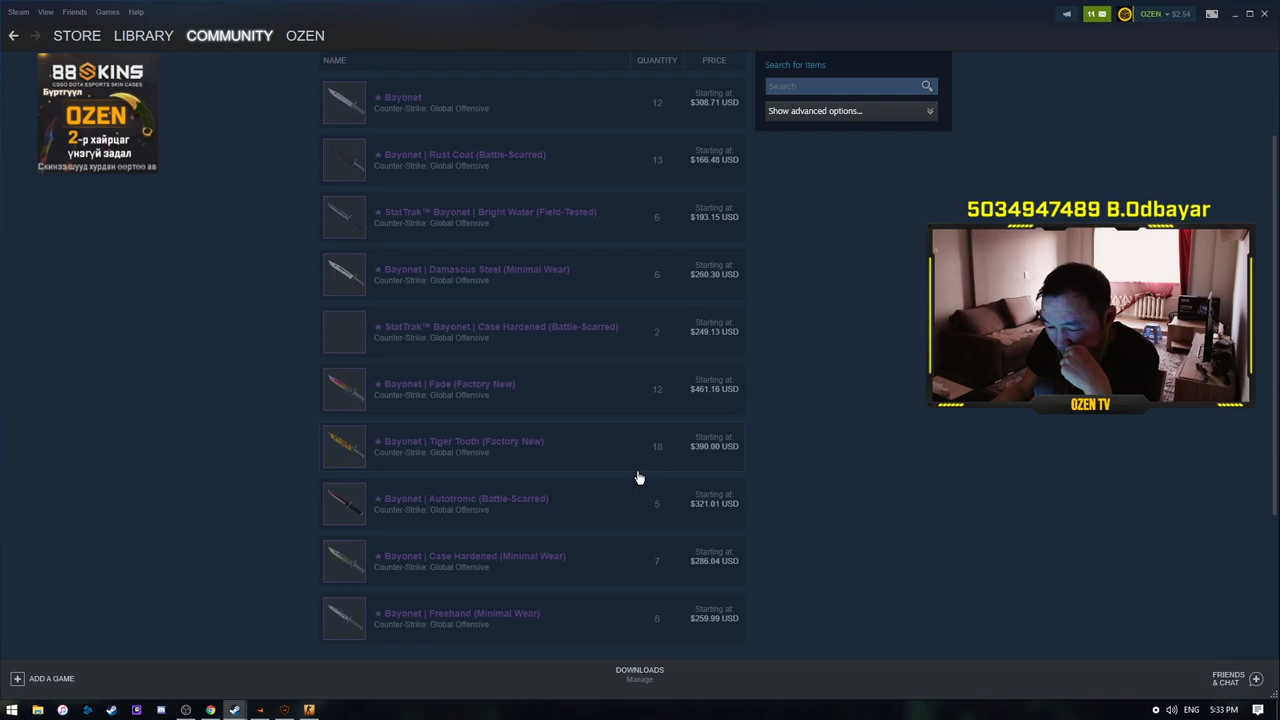 Steam View Friends Games Help
11
OZEN $2.54
STORE LIBRARY COMMUNITY OZEN
NAME QUANTITY PRICE
★ Bayonet
Counter-Strike: Global Offensive
12
Starting at:
$308.71 USD
★ Bayonet | Rust Coat (Battle-Scarred)
Counter-Strike: Global Offensive
13
Starting at:
$166.48 USD
★ StatTrak™ Bayonet | Bright Water (Field-Tested)
Counter-Strike: Global Offensive
6
Starting at:
$193.15 USD
★ Bayonet | Damascus Steel (Minimal Wear)
Counter-Strike: Global Offensive
6
Starting at:
$260.30 USD
★ StatTrak™ Bayonet | Case Hardened (Battle-Scarred)
Counter-Strike: Global Offensive
2
Starting at:
$249.13 USD
★ Bayonet | Fade (Factory New)
Counter-Strike: Global Offensive
12
Starting at:
$461.16 USD
★ Bayonet | Tiger Tooth (Factory New)
Counter-Strike: Global Offensive
18
Starting at:
$390.00 USD
★ Bayonet | Autotronic (Battle-Scarred)
Counter-Strike: Global Offensive
5
Starting at:
$321.01 USD
★ Bayonet | Case Hardened (Minimal Wear)
Counter-Strike: Global Offensive
7
Starting at:
$286.04 USD
★ Bayonet | Freehand (Minimal Wear)
Counter-Strike: Global Offensive
8
Starting at:
$259.99 USD
Search for Items
Search
Show advanced options...
88SKINS
CSGO DOTA ESPORTS SKIN CASES
Бүртгүүл
OZEN
2-р хайрцаг
үнэгүй задал
Скинээ шууд хурдан өөртөө ав
5034947489 B.Odbayar
OZEN TV
ADD A GAME
DOWNLOADS
Manage
FRIENDS
& CHAT
ENG 5:33 PM